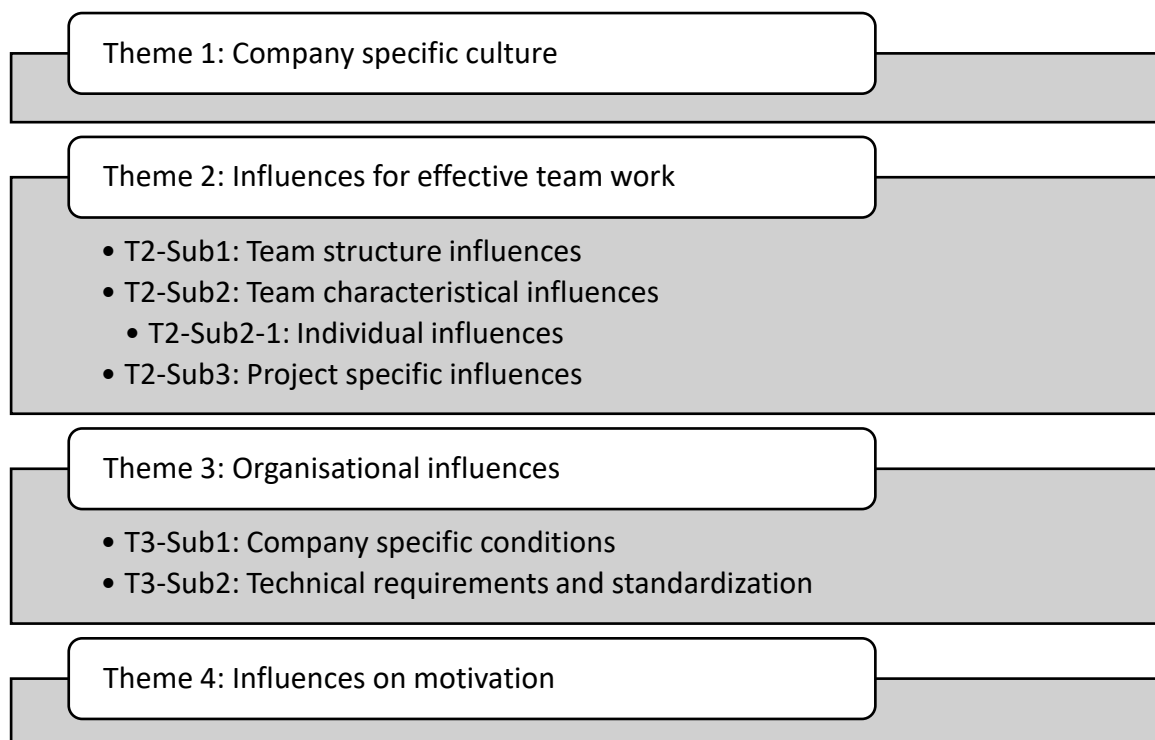 Theme 1: Company specific culture
Theme 2: Influences for effective team work
• T2-Sub1: Team structure influences
• T2-Sub2: Team characteristical influences
• T2-Sub2-1: Individual influences
• T2-Sub3: Project specific influences
Theme 3: Organisational influences
• T3-Sub1: Company specific conditions
• T3-Sub2: Technical requirements and standardization
Theme 4: Influences on motivation